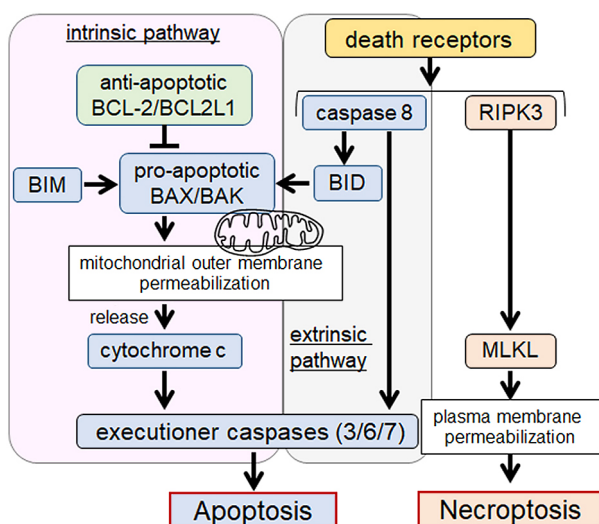 intrinsic pathway
death receptors
anti-apoptotic
BCL-2/BCL2L1
caspase 8
RIPK3
BIM
pro-apoptotic
BAX/BAK
BID
mitochondrial outer membrane
permeabilization
release
cytochrome c
extrinsic
pathway
MLKL
executioner caspases (3/6/7)
plasma membrane
permeabilization
Apoptosis
Necroptosis